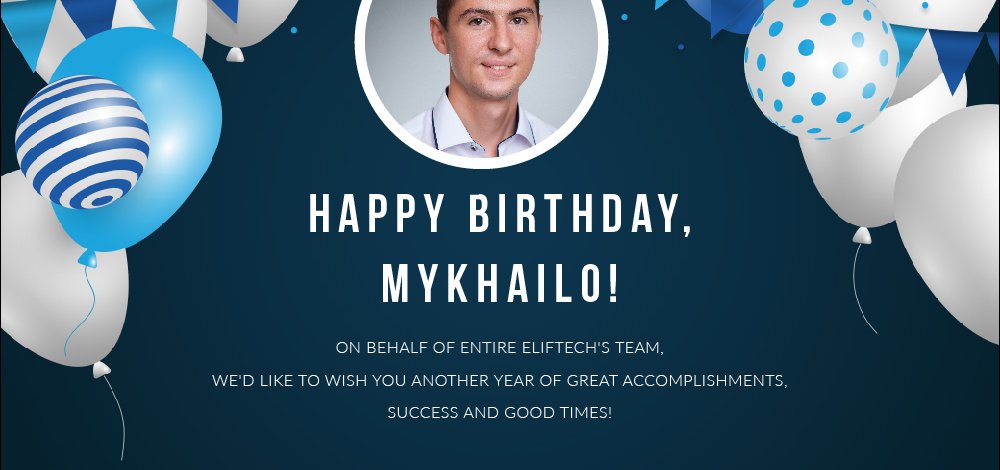 HAPPY BIRTHDAY,
MYKHAILO!
ON BEHALF OF ENTIRE ELIFTECH'S TEAM,
WE'D LIKE TO WISH YOU ANOTHER YEAR OF GREAT ACCOMPLISHMENTS,
SUCCESS AND GOOD TIMES!